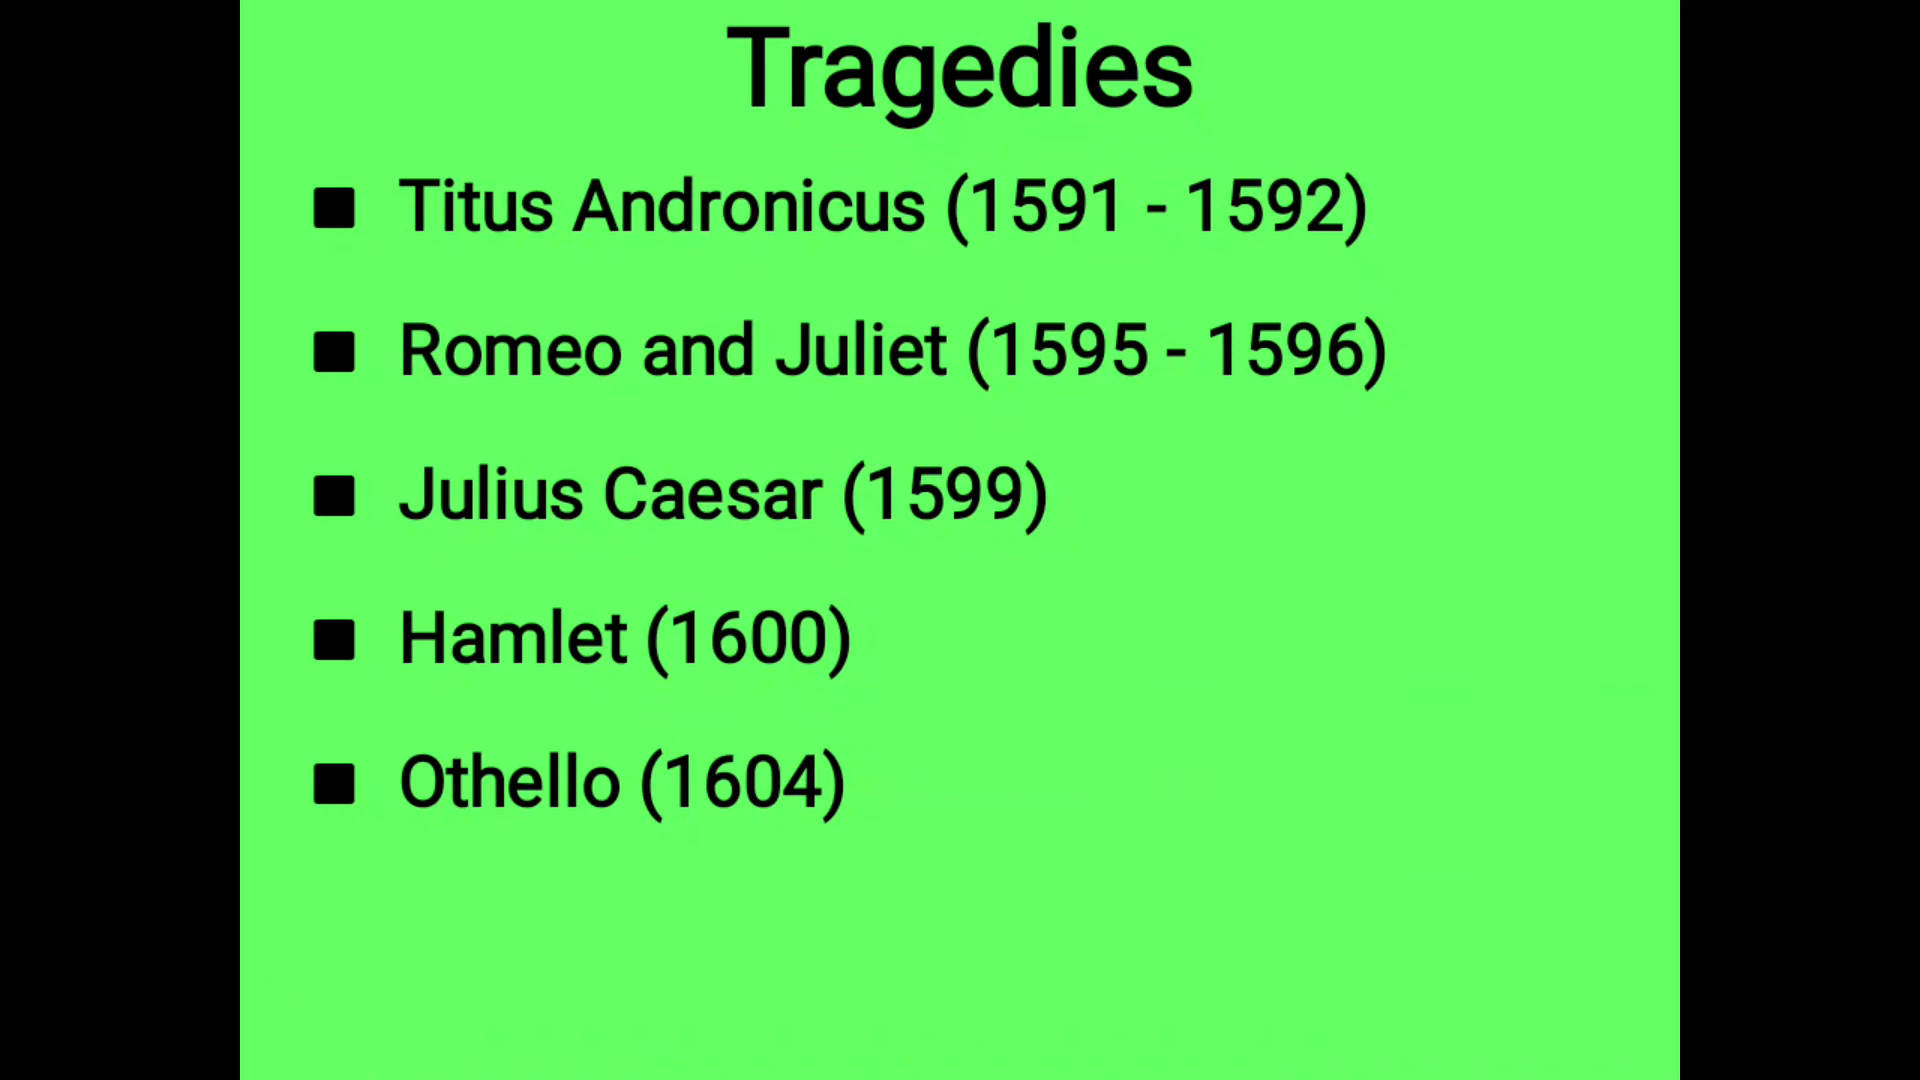 Tragedies
■ Titus Andronicus (1591 - 1592)
■ Romeo and Juliet (1595 - 1596)
■ Julius Caesar (1599)
■ Hamlet (1600)
■ Othello (1604)